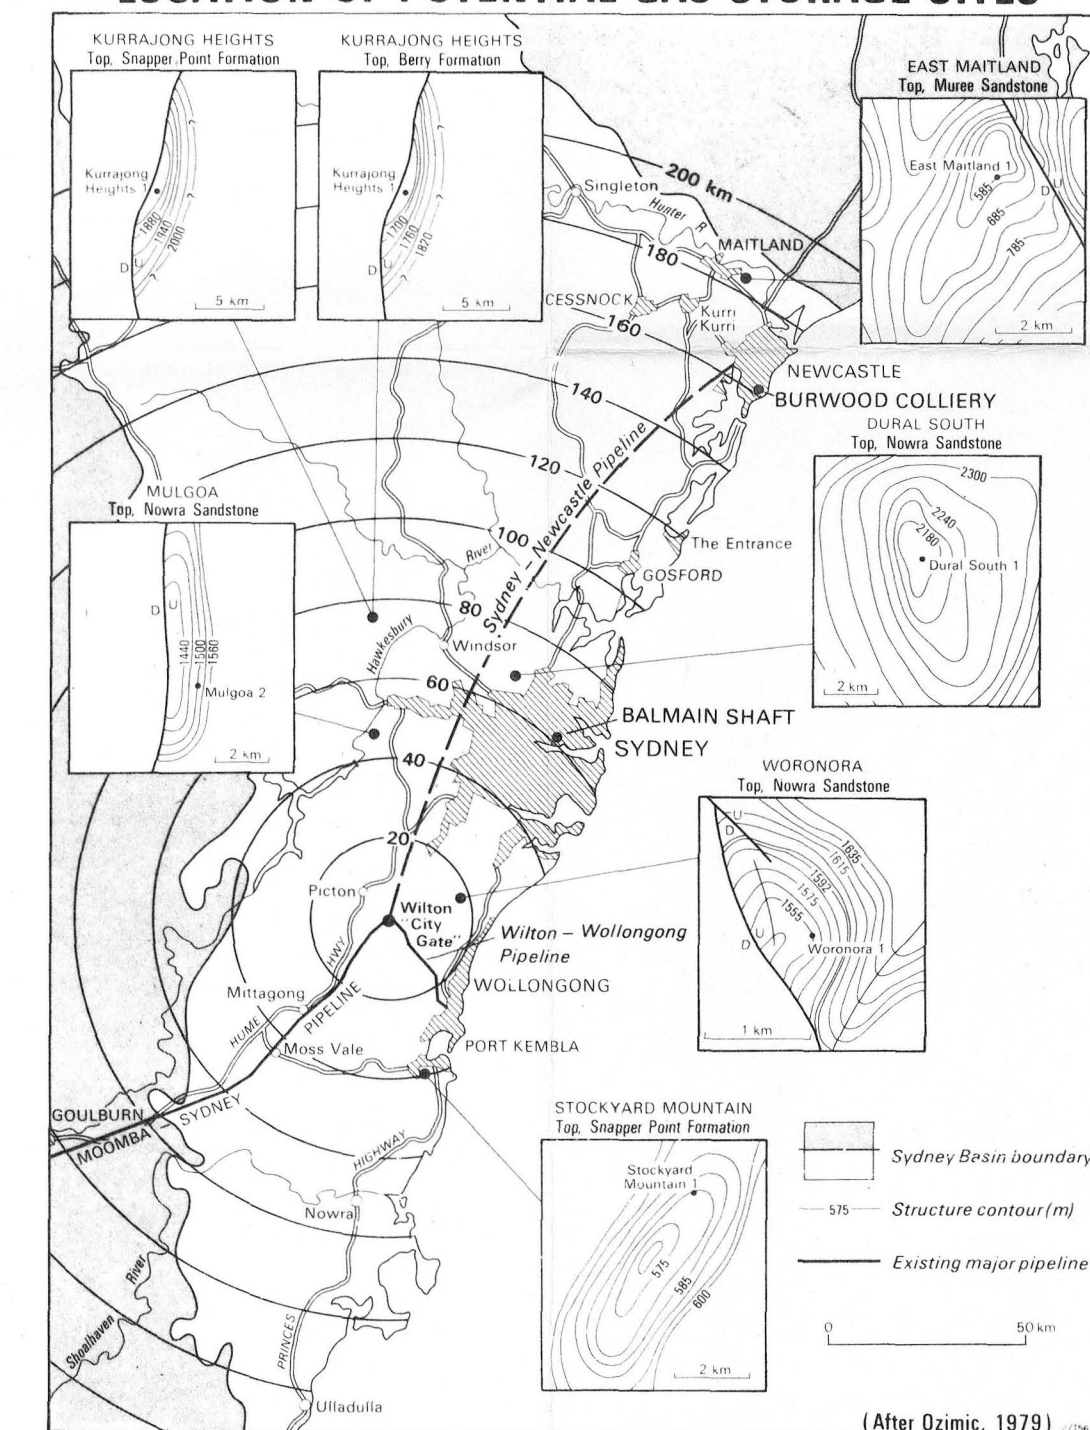 LOCATION OF POTENTIAL GAS STORAGE SITES
KURRAJONG HEIGHTS
Top, Snapper Point Formation
Kurrajong
Heights 1
1880
1940
2000
D U
?
?
5 km
KURRAJONG HEIGHTS
Top, Berry Formation
Kurrajong
Heights 1
1700
1760
1820
D U
?
?
5 km
EAST MAITLAND
Top, Muree Sandstone
East Maitland 1
585
685
785
D U
2 km
200 km
Singleton
Hunter R
MAITLAND
180
CESSNOCK
Kurri
Kurri
160
NEWCASTLE
BURWOOD COLLIERY
140
DURAL SOUTH
Top, Nowra Sandstone
2300
2240
2180
Dural South 1
2 km
120
Sydney – Newcastle Pipeline
MULGOA
Top, Nowra Sandstone
D U
1440
1500
1560
Mulgoa 2
2 km
100
River
The Entrance
GOSFORD
80
Hawkesbury
Windsor
60
BALMAIN SHAFT
SYDNEY
40
WORONORA
Top, Nowra Sandstone
U
D
1635
1615
1592
1575
1555
U
D
Woronora 1
1 km
20
Picton
Wilton
"City
Gate"
Wilton – Wollongong
Pipeline
HWY
WOLLONGONG
Mittagong
PIPELINE
HUME
Moss Vale
PORT KEMBLA
GOULBURN
MOOMBA – SYDNEY
STOCKYARD MOUNTAIN
Top, Snapper Point Formation
Stockyard
Mountain 1
575
585
600
2 km
HIGHWAY
Nowra
River
Shoalhaven
PRINCES
Ulladulla
Sydney Basin boundary
575 Structure contour (m)
Existing major pipeline
0 50 km
(After Ozimic, 1979)